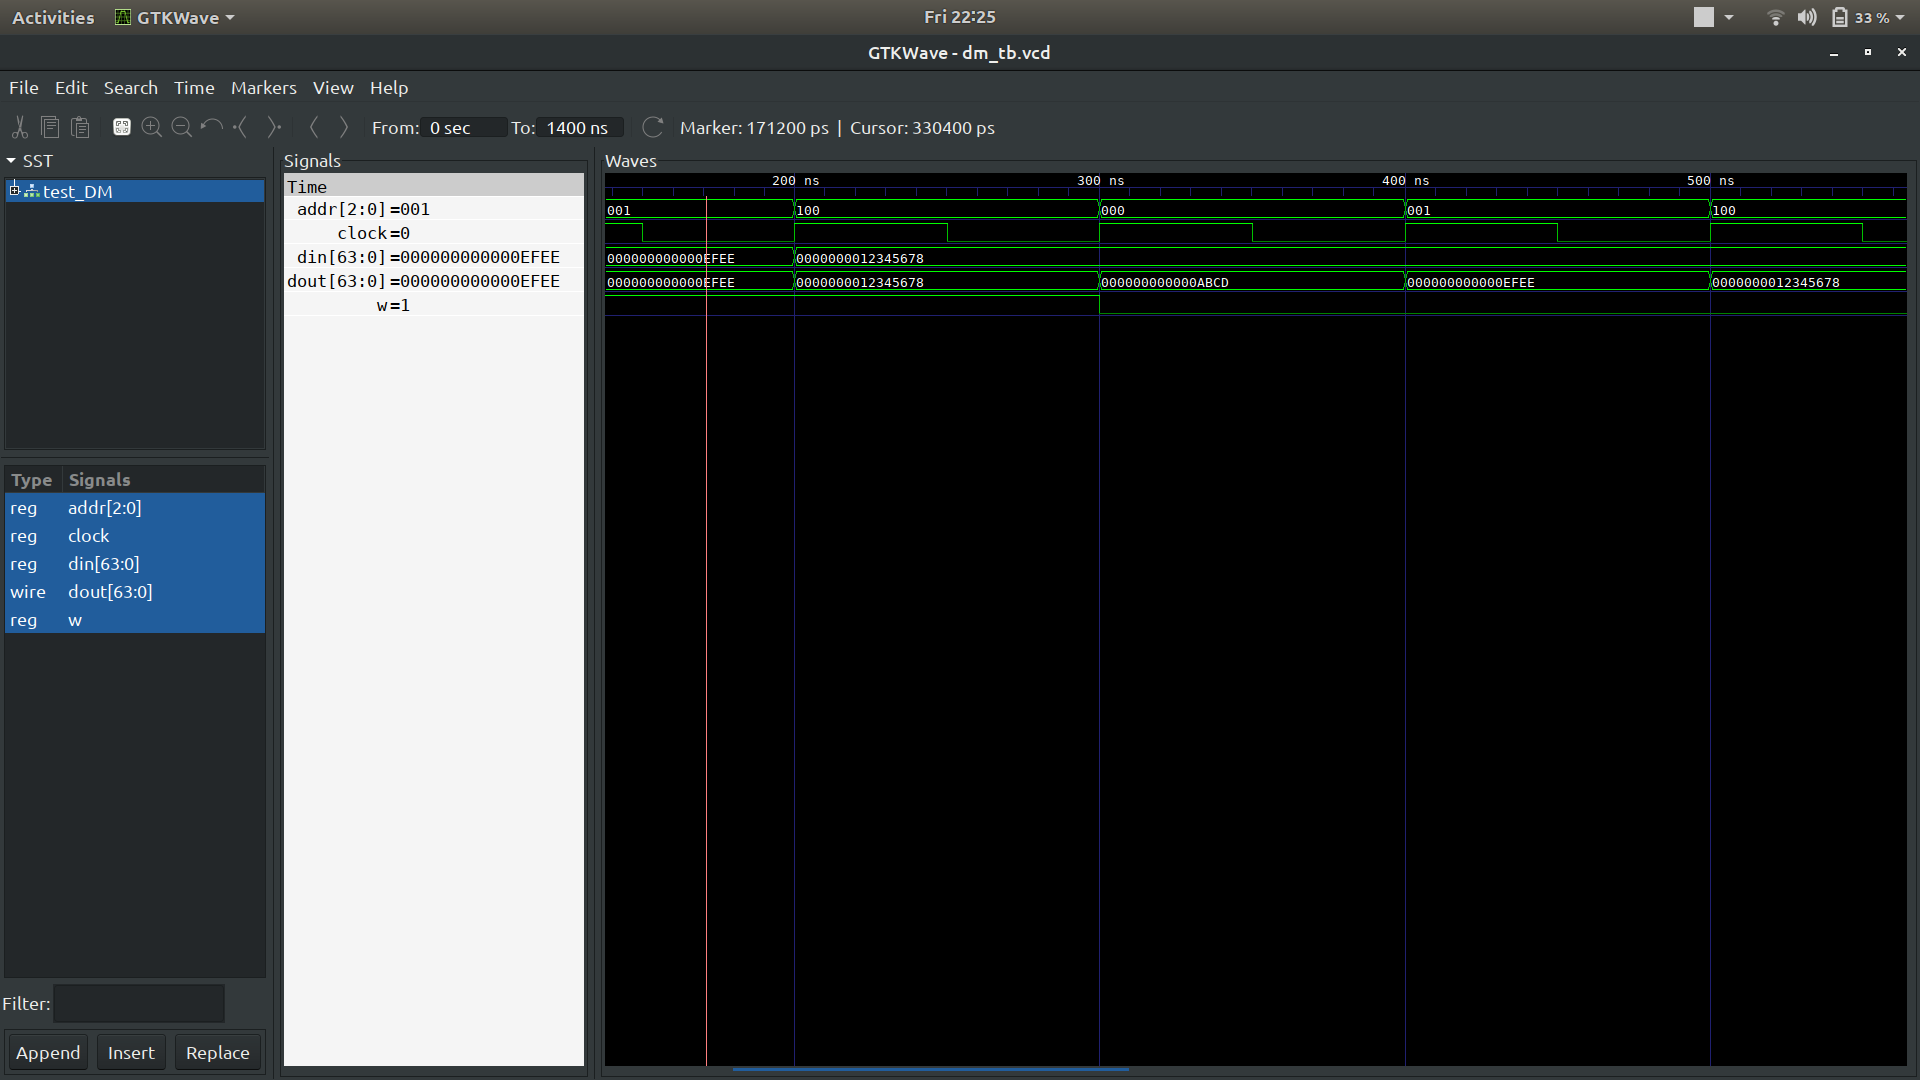 Activities GTKWave Fri 22:25 33 %
GTKWave - dm_tb.vcd
File Edit Search Time Markers View Help
From: 0 sec To: 1400 ns Marker: 171200 ps | Cursor: 330400 ps
SST
test_DM
Type Signals
reg addr[2:0]
reg clock
reg din[63:0]
wire dout[63:0]
reg w
Filter:
Append Insert Replace
Signals
Time
addr[2:0]=001
clock=0
din[63:0]=000000000000EFEE
dout[63:0]=000000000000EFEE
w=1
Waves
200 ns 300 ns 400 ns 500 ns
001 100 000 001 100
000000000000EFEE 0000000012345678
000000000000EFEE 0000000012345678 000000000000ABCD 000000000000EFEE 0000000012345678